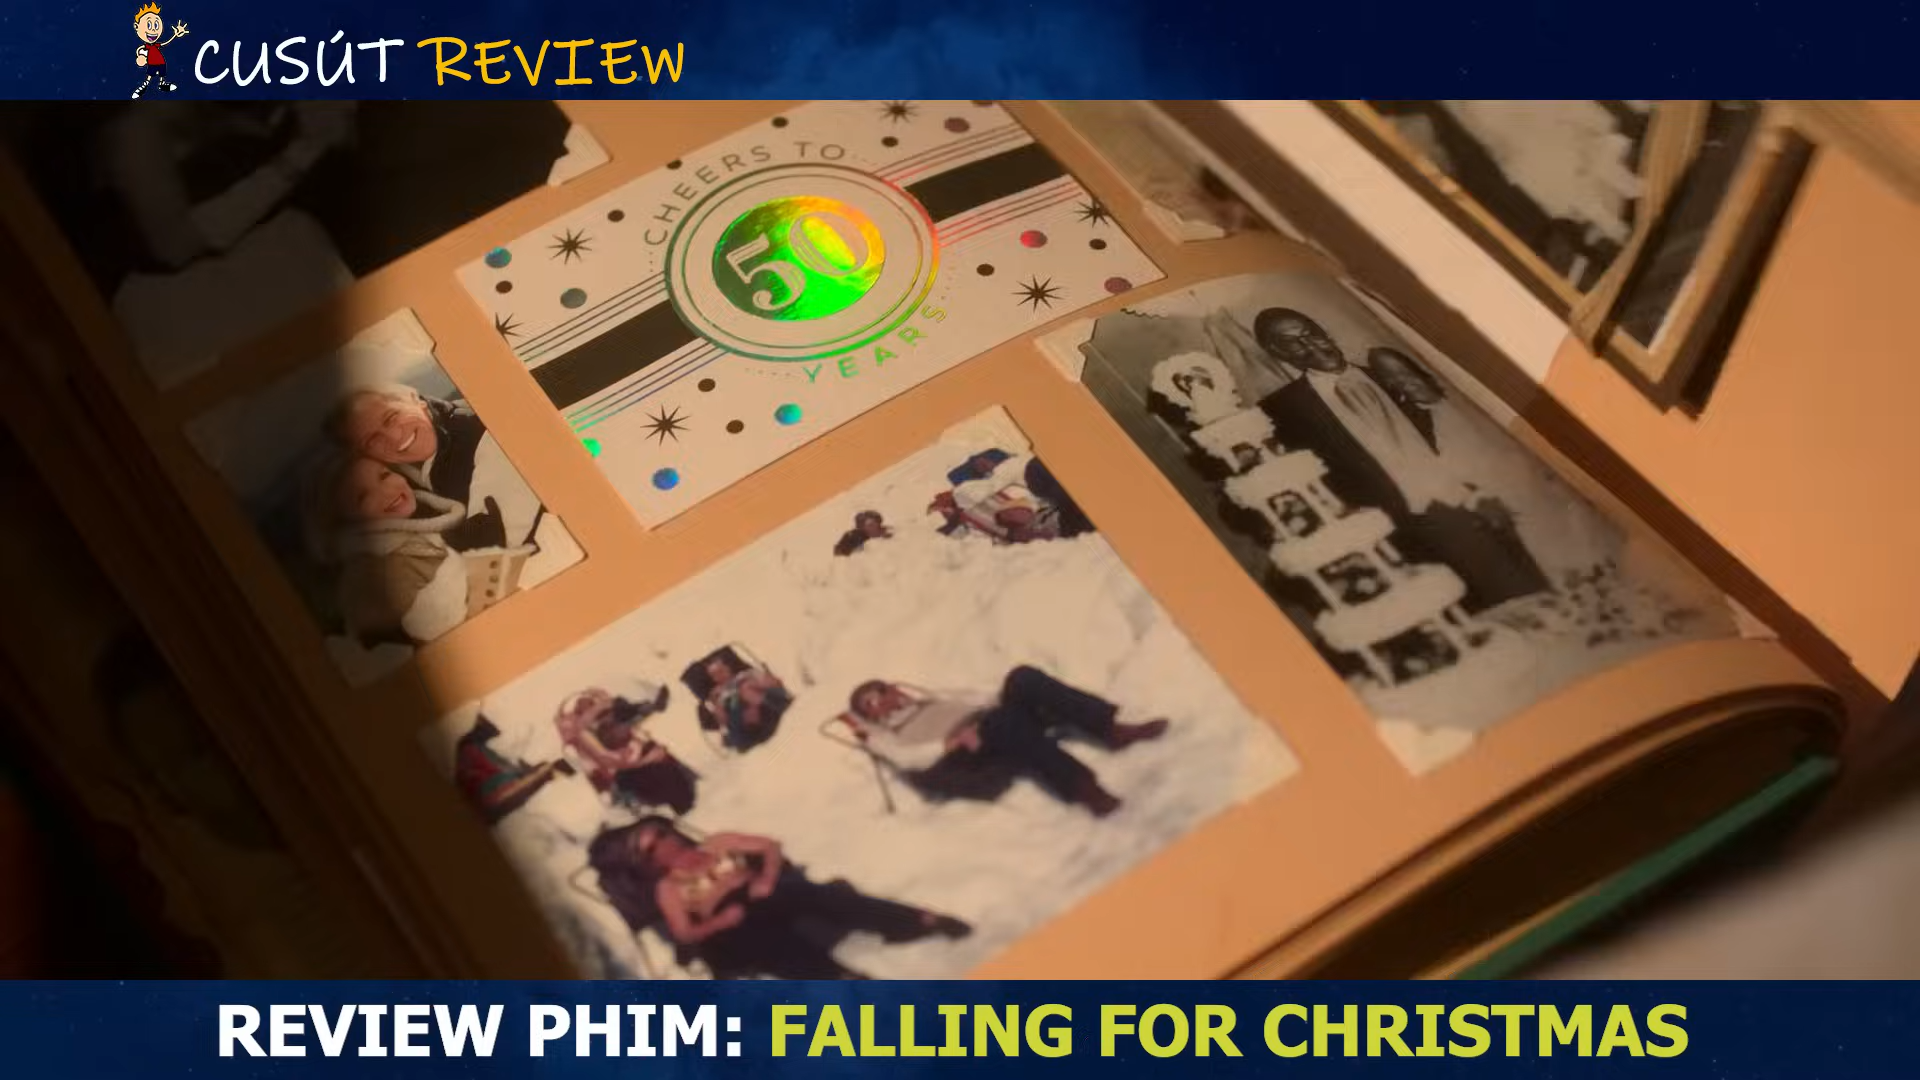 CUSÚT REVIEW
CHEERS TO
50
YEARS
REVIEW PHIM: FALLING FOR CHRISTMAS